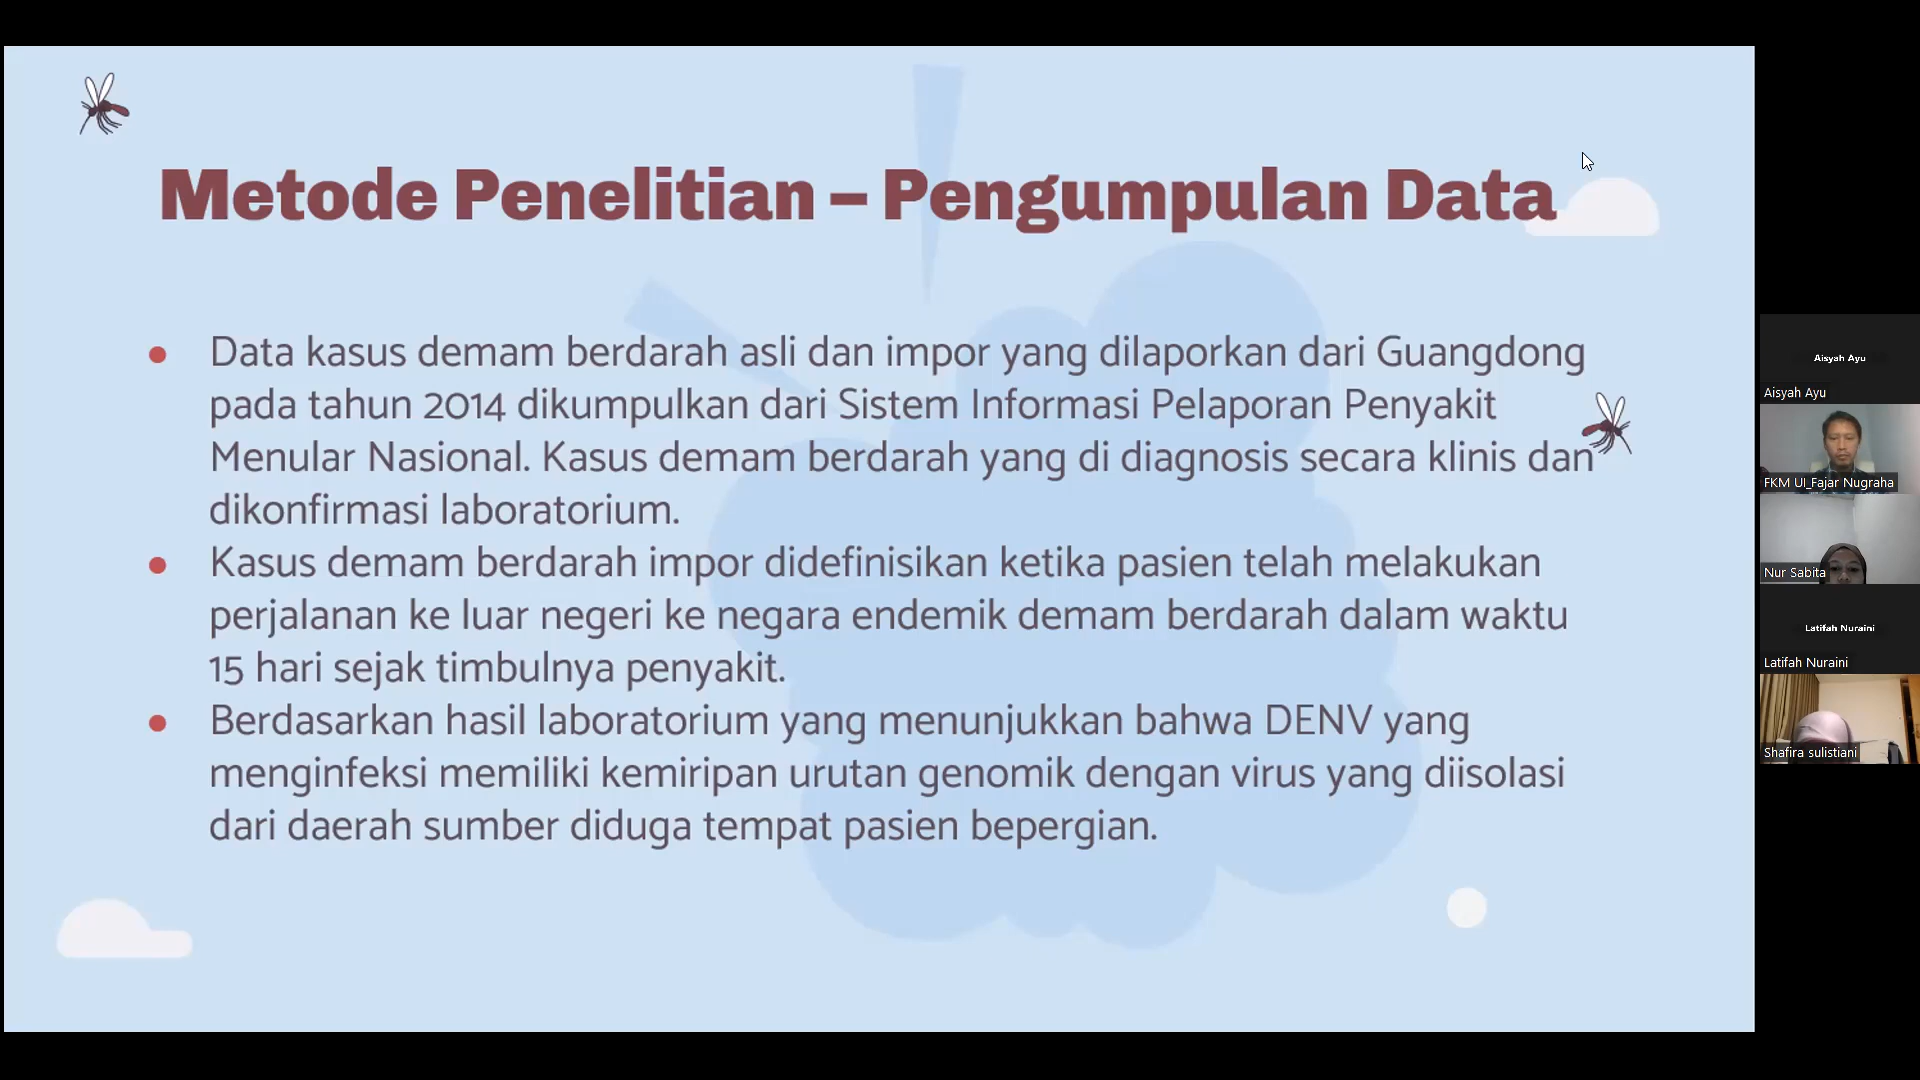 Metode Penelitian – Pengumpulan Data
Data kasus demam berdarah asli dan impor yang dilaporkan dari Guangdong
pada tahun 2014 dikumpulkan dari Sistem Informasi Pelaporan Penyakit
Menular Nasional. Kasus demam berdarah yang di diagnosis secara klinis dan
dikonfirmasi laboratorium.
Kasus demam berdarah impor didefinisikan ketika pasien telah melakukan
perjalanan ke luar negeri ke negara endemik demam berdarah dalam waktu
15 hari sejak timbulnya penyakit.
Berdasarkan hasil laboratorium yang menunjukkan bahwa DENV yang
menginfeksi memiliki kemiripan urutan genomik dengan virus yang diisolasi
dari daerah sumber diduga tempat pasien bepergian.
Aisyah Ayu
Aisyah Ayu
FKM UI_Fajar Nugraha
Nur Sabita
Latifah Nuraini
Latifah Nuraini
Shafira sulistiani